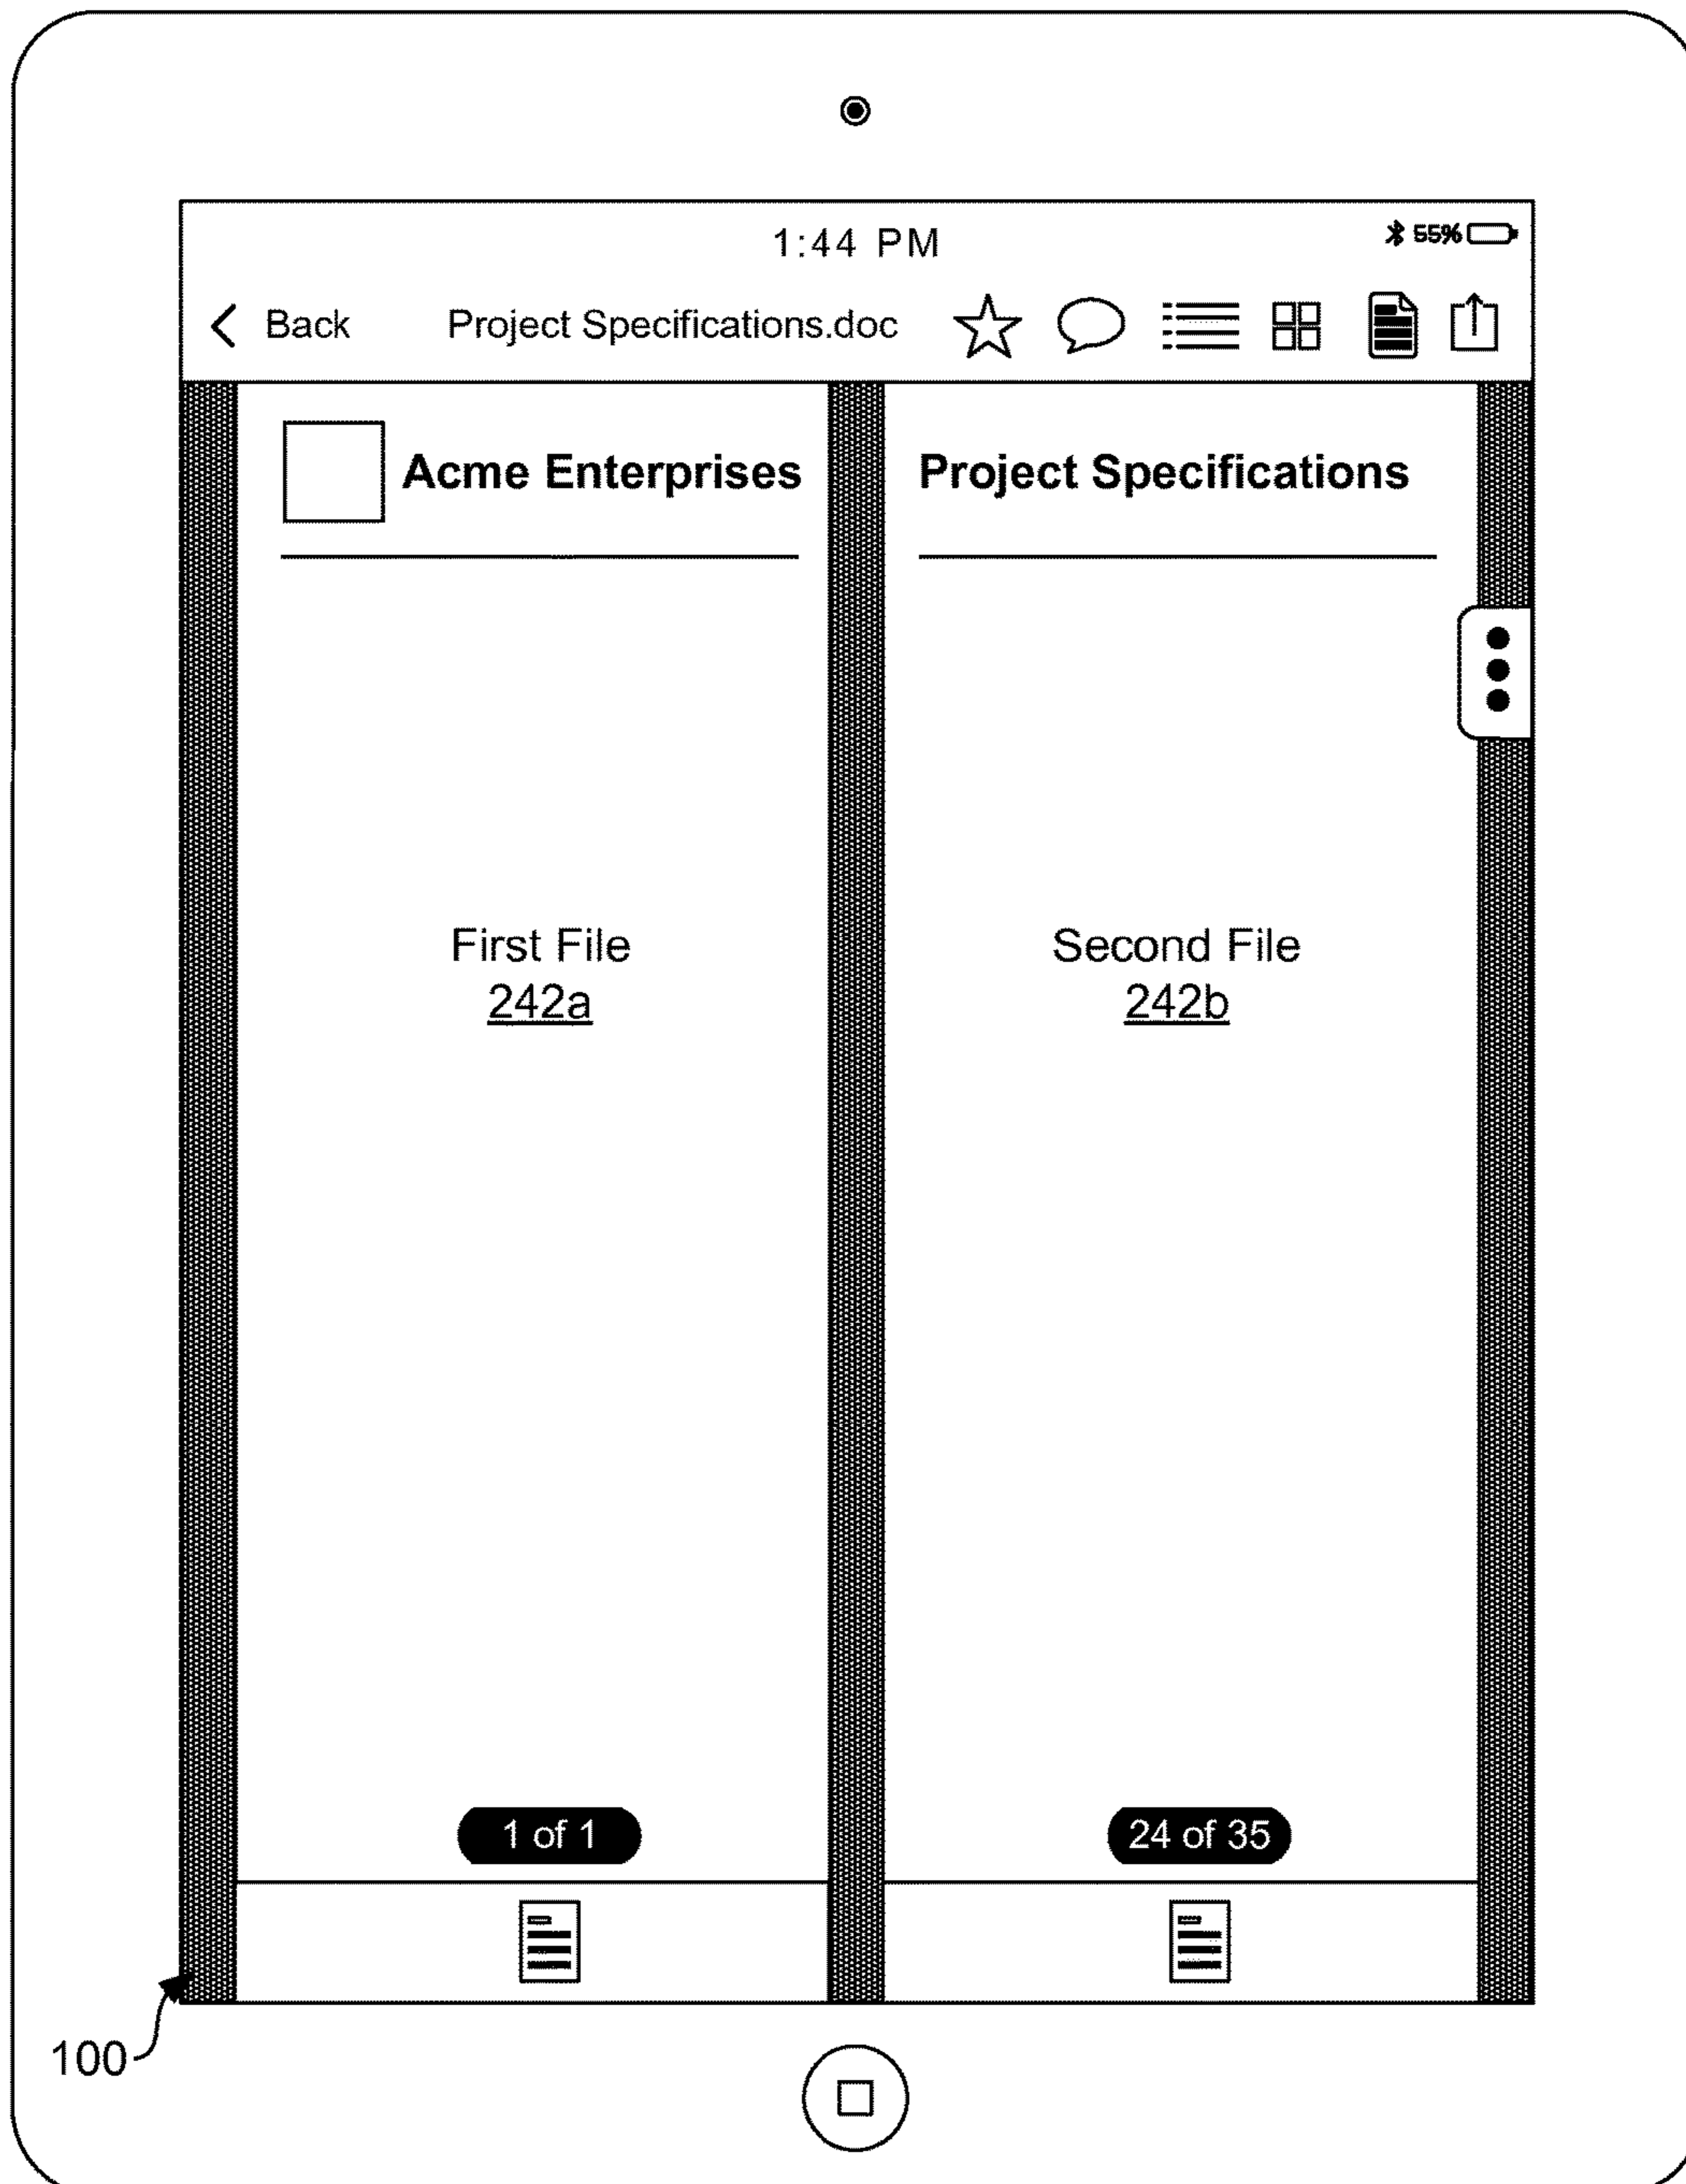 1:44 PM
55%
Back Project Specifications.doc
Acme Enterprises
Project Specifications
First File
242a
Second File
242b
1 of 1
24 of 35
100